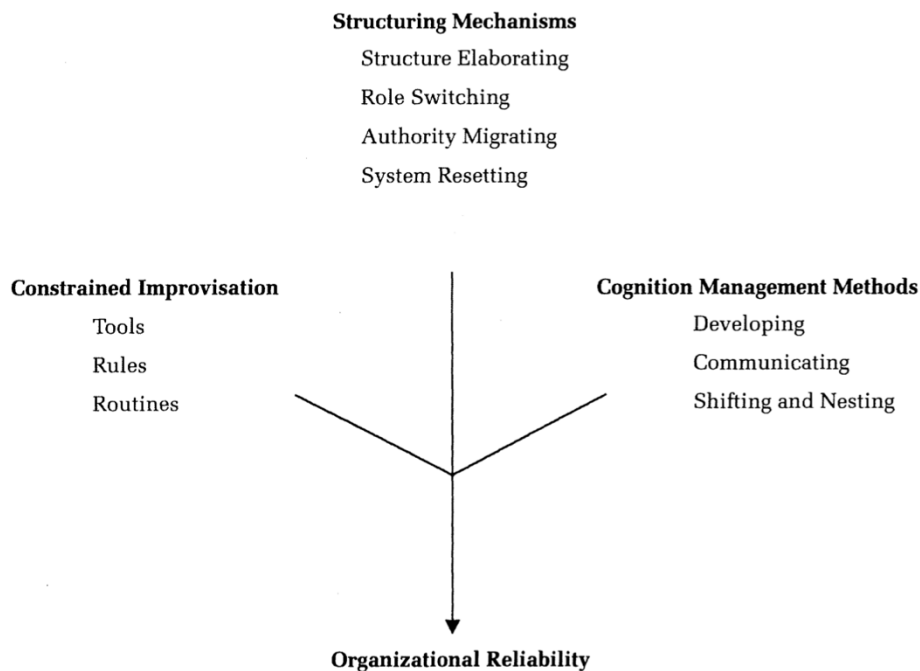 Structuring Mechanisms
Structure Elaborating
Role Switching
Authority Migrating
System Resetting
Constrained Improvisation
Tools
Rules
Routines
Cognition Management Methods
Developing
Communicating
Shifting and Nesting
Organizational Reliability